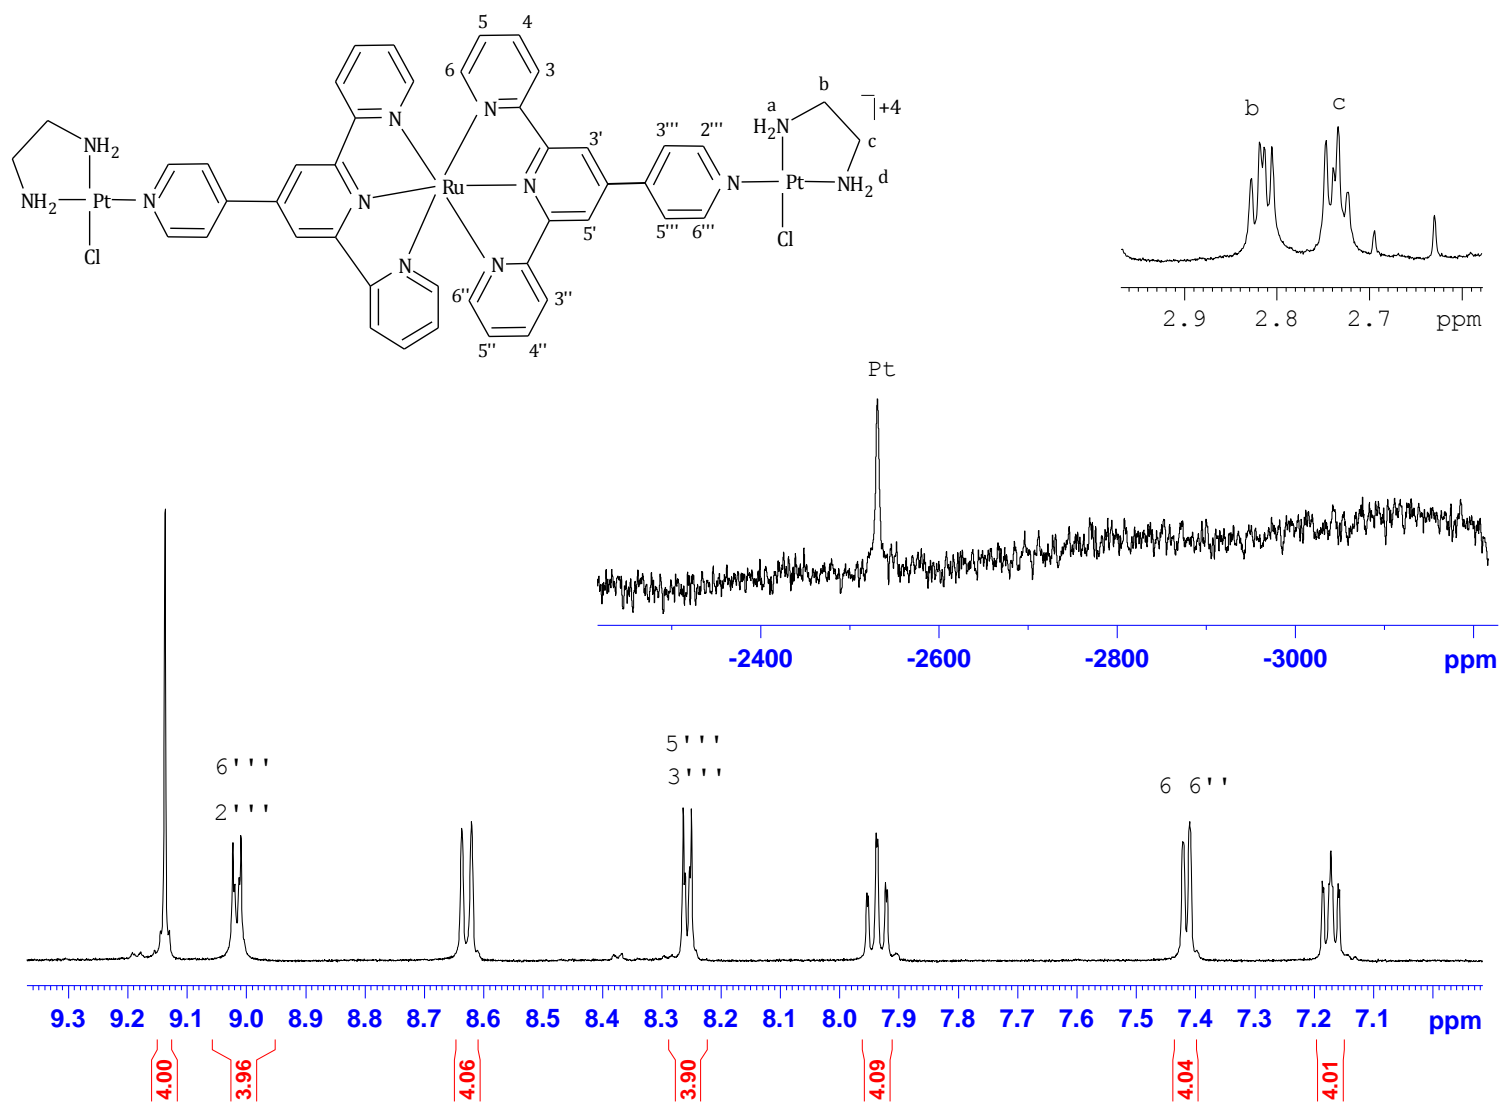 5 4
6 3
N N
NH2
NH2 Pt N
Cl
N Ru N
N N
3'
5'
6'' 3''
5'' 4''
3''' 2'''
5''' 6'''
N Pt NH2 d
a H2N
b
c
Cl
+4
b c
2.9 2.8 2.7 ppm
Pt
-2400 -2600 -2800 -3000 ppm
6'''
2'''
5'''
3'''
6 6''
9.3 9.2 9.1 9.0 8.9 8.8 8.7 8.6 8.5 8.4 8.3 8.2 8.1 8.0 7.9 7.8 7.7 7.6 7.5 7.4 7.3 7.2 7.1 ppm
4.00 3.96 4.06 3.90 4.09 4.04 4.01